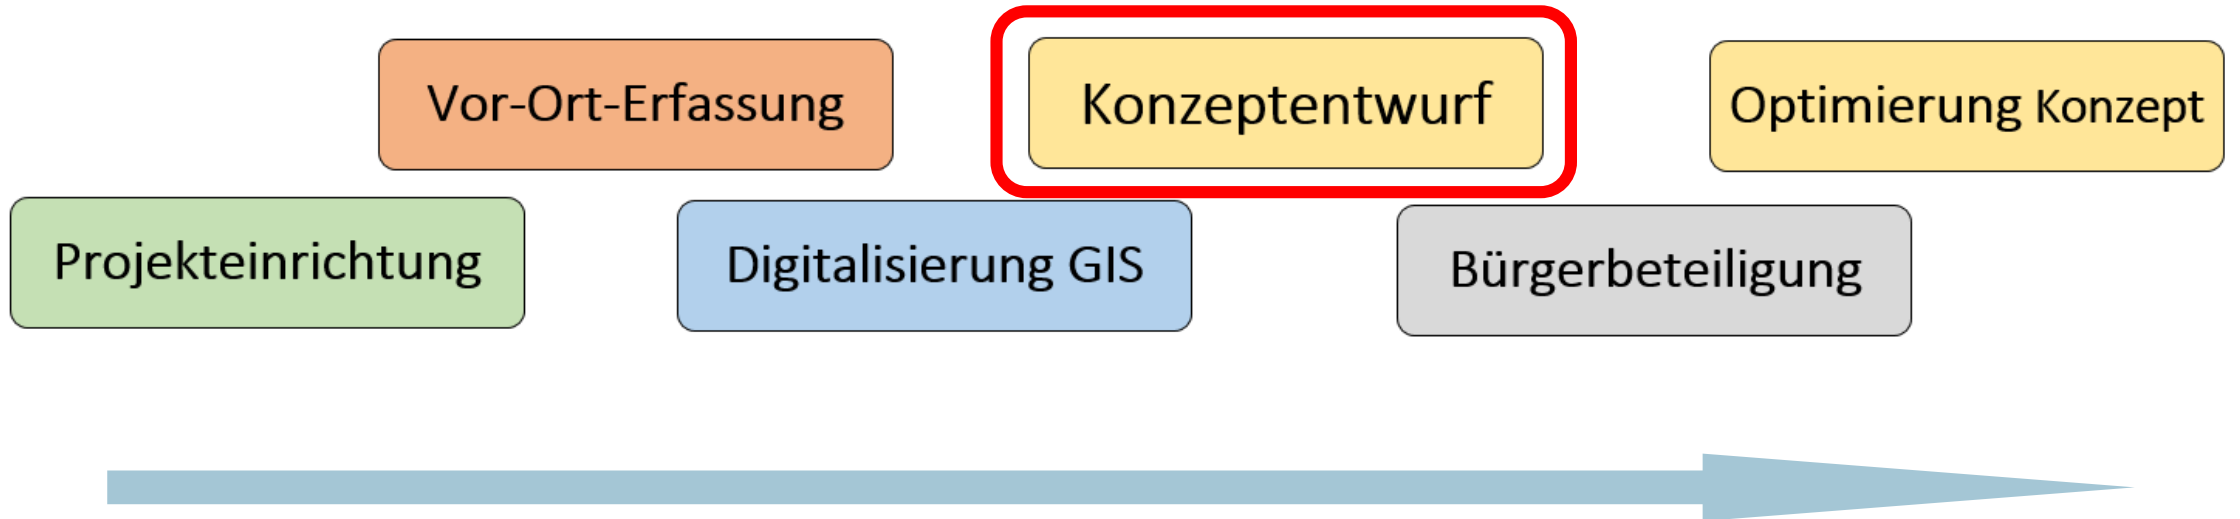 Vor-Ort-Erfassung
Konzeptentwurf
Optimierung Konzept
Projekteinrichtung
Digitalisierung GIS
Bürgerbeteiligung